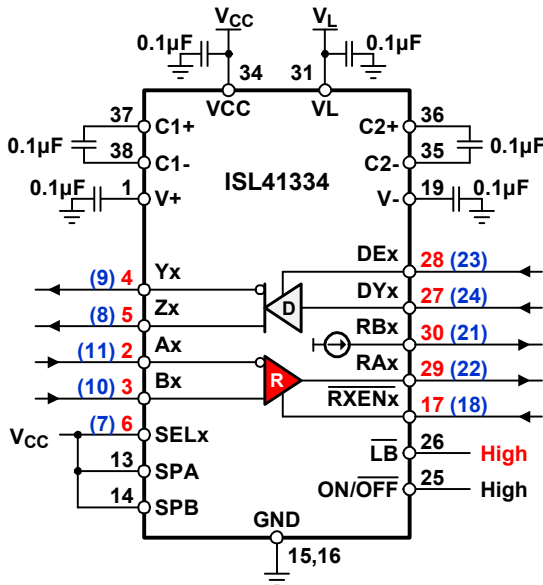 VCC VL
0.1µF 0.1µF
34 31
VCC VL
37 C1+ C2+ 36
0.1µF 0.1µF
38 C1- C2- 35
ISL41334
0.1µF 1 V+ V- 19 0.1µF
DEx 28 (23)
(9) 4 Yx
D DYx 27 (24)
(8) 5 Zx
RBx 30 (21)
(11) 2 Ax
R RAx 29 (22)
(10) 3 Bx
RXENx 17 (18)
VCC (7) 6 SELx
LB 26 High
13 SPA
ON/OFF 25 High
14 SPB
GND
15,16